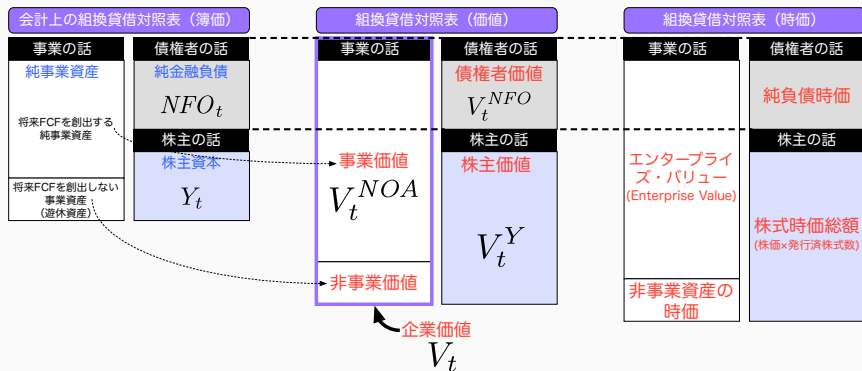 会計上の組換貸借対照表（簿価）
事業の話
債権者の話
純事業資産
純金融負債
NFO_t
将来FCFを創出する
純事業資産
株主の話
株主資本
Y_t
将来FCFを創出しない
事業資産
（遊休資産）
組換貸借対照表（価値）
事業の話
債権者の話
債権者価値
V_t^{NFO}
株主の話
事業価値
V_t^{NOA}
株主価値
V_t^Y
非事業価値
企業価値
V_t
組換貸借対照表（時価）
事業の話
債権者の話
純負債時価
株主の話
エンタープライ
ズ・バリュー
(Enterprise Value)
株式時価総額
(株価×発行済株式数)
非事業資産の
時価